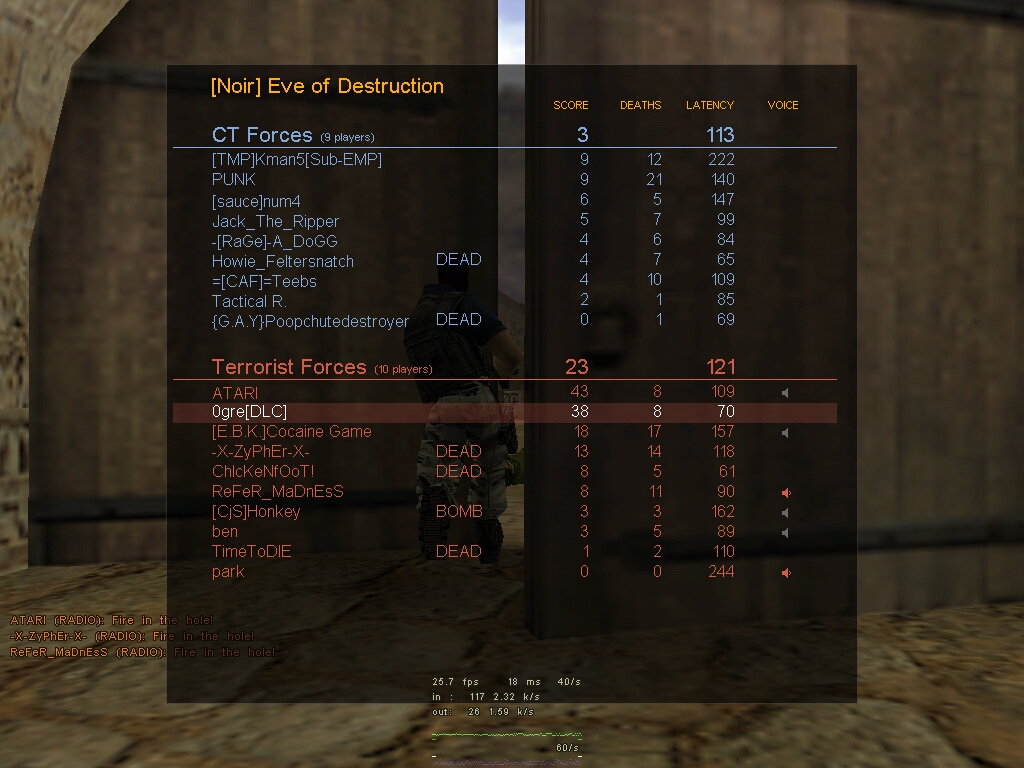 [Noir] Eve of Destruction
SCORE DEATHS LATENCY VOICE
CT Forces (9 players) 3 113
[TMP]Kman5[Sub-EMP] 9 12 222
PUNK 9 21 140
[sauce]num4 6 5 147
Jack_The_Ripper 5 7 99
-[RaGe]-A_DoGG 4 6 84
Howie_Feltersnatch DEAD 4 7 65
=[CAF]=Teebs 4 10 109
Tactical R. 2 1 85
{G.A.Y}Poopchutedestroyer DEAD 0 1 69
Terrorist Forces (10 players) 23 121
ATARI 43 8 109
0gre[DLC] 38 8 70
[E.B.K.]Cocaine Game 18 17 157
-X-ZyPhEr-X- DEAD 13 14 118
ChIcKeNfOoT! DEAD 8 5 61
ReFeR_MaDnEsS 8 11 90
[CjS]Honkey BOMB 3 3 162
ben 3 5 89
TimeToDIE DEAD 1 2 110
park 0 0 244
ATARI (RADIO): Fire in the hole!
-X-ZyPhEr-X- (RADIO): Fire in the hole!
ReFeR_MaDnEsS (RADIO): Fire in the hole!
25.7 fps 18 ms 40/s
in : 117 2.32 k/s
out: 26 1.59 k/s
60/s